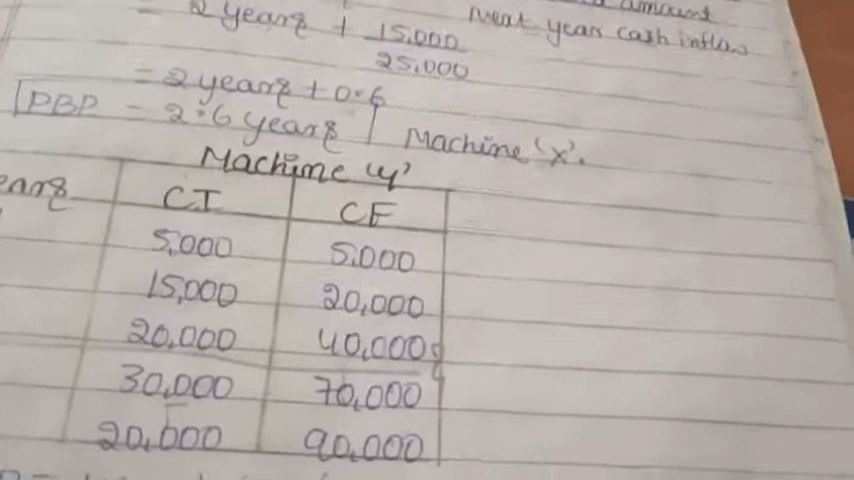 amount
= 2 years + 15,000 Next year cash inflow
25,000
= 2 years + 0.6
PBP = 2.6 years Machine 'x'.
Machine 'y'
ears CI CF
5,000 5,000
15,000 20,000
20,000 40,000
30,000 70,000
20,000 90,000